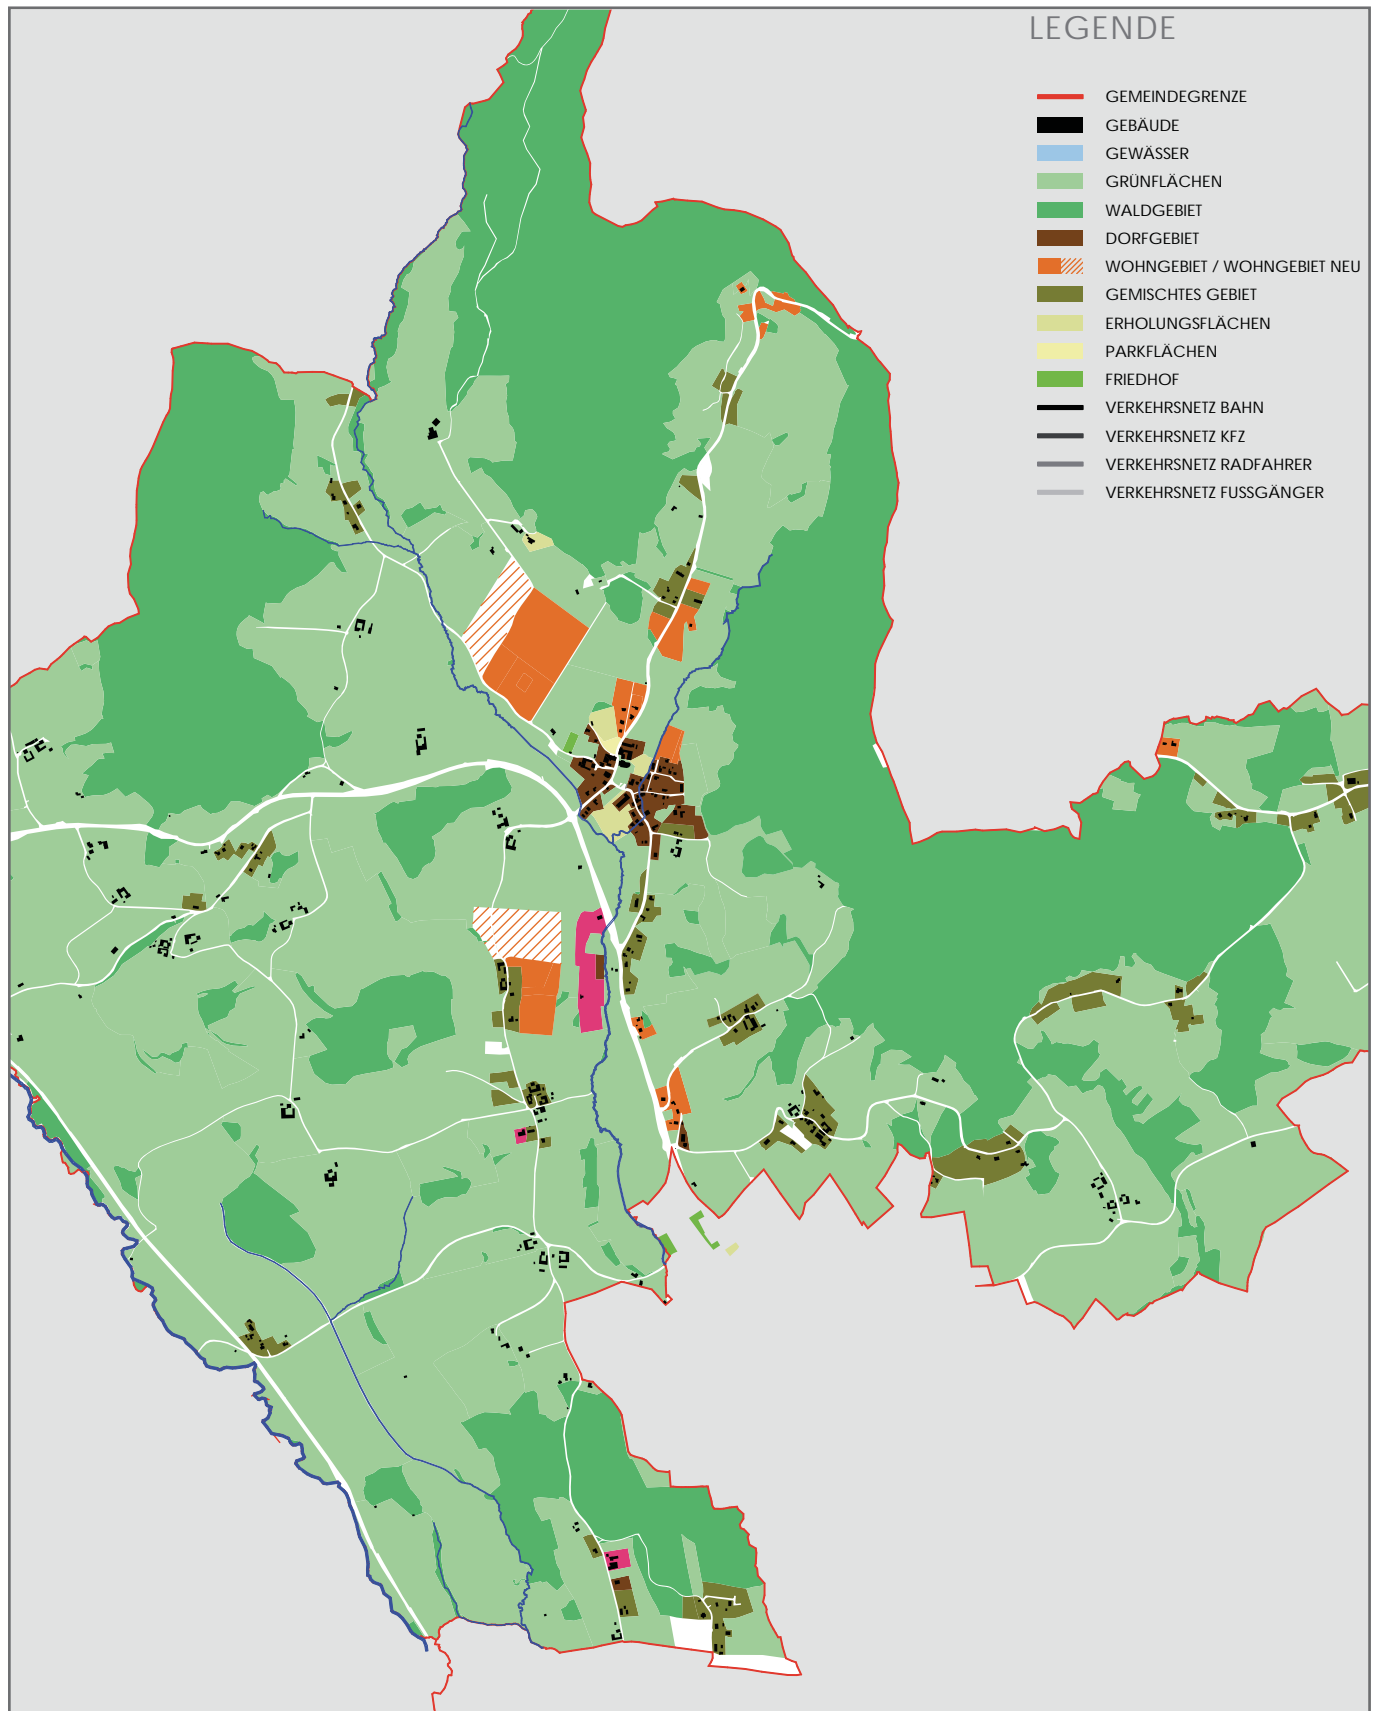 LEGENDE
GEMEINDEGRENZE
GEBÄUDE
GEWÄSSER
GRÜNFLÄCHEN
WALDGEBIET
DORFGEBIET
WOHNGEBIET / WOHNGEBIET NEU
GEMISCHTES GEBIET
ERHOLUNGSFLÄCHEN
PARKFLÄCHEN
FRIEDHOF
VERKEHRSNETZ BAHN
VERKEHRSNETZ KFZ
VERKEHRSNETZ RADFAHRER
VERKEHRSNETZ FUSSGÄNGER